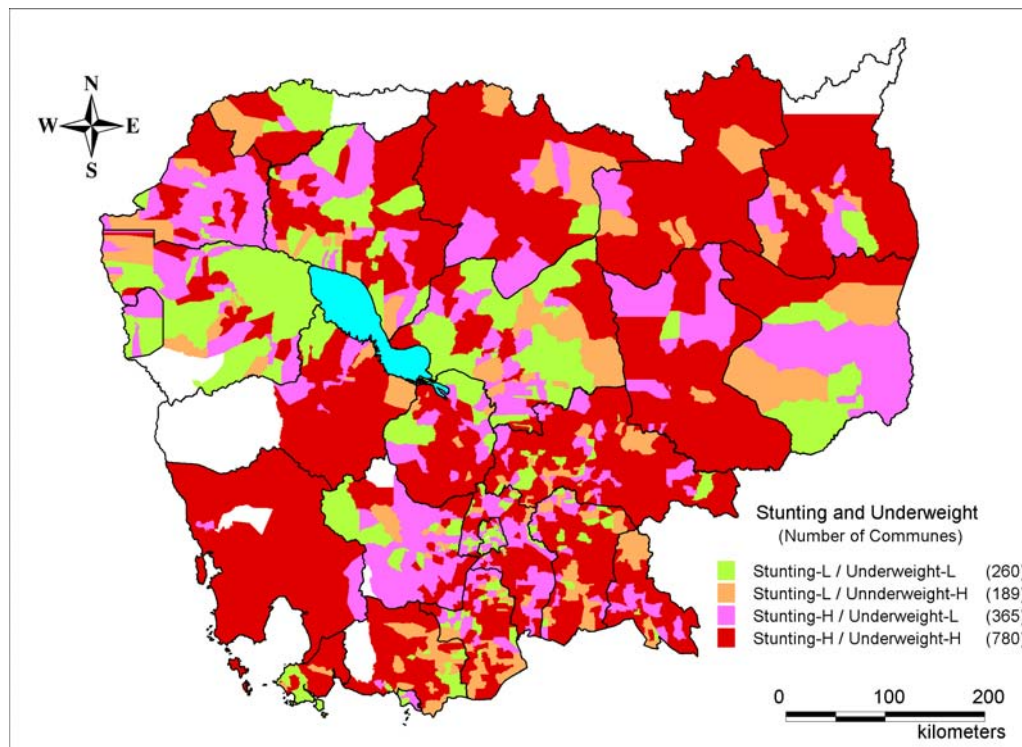 N
W E
S
Stunting and Underweight
(Number of Communes)
Stunting-L / Underweight-L (260)
Stunting-L / Unnderweight-H (189)
Stunting-H / Underweight-L (365)
Stunting-H / Underweight-H (780)
0 100 200
kilometers